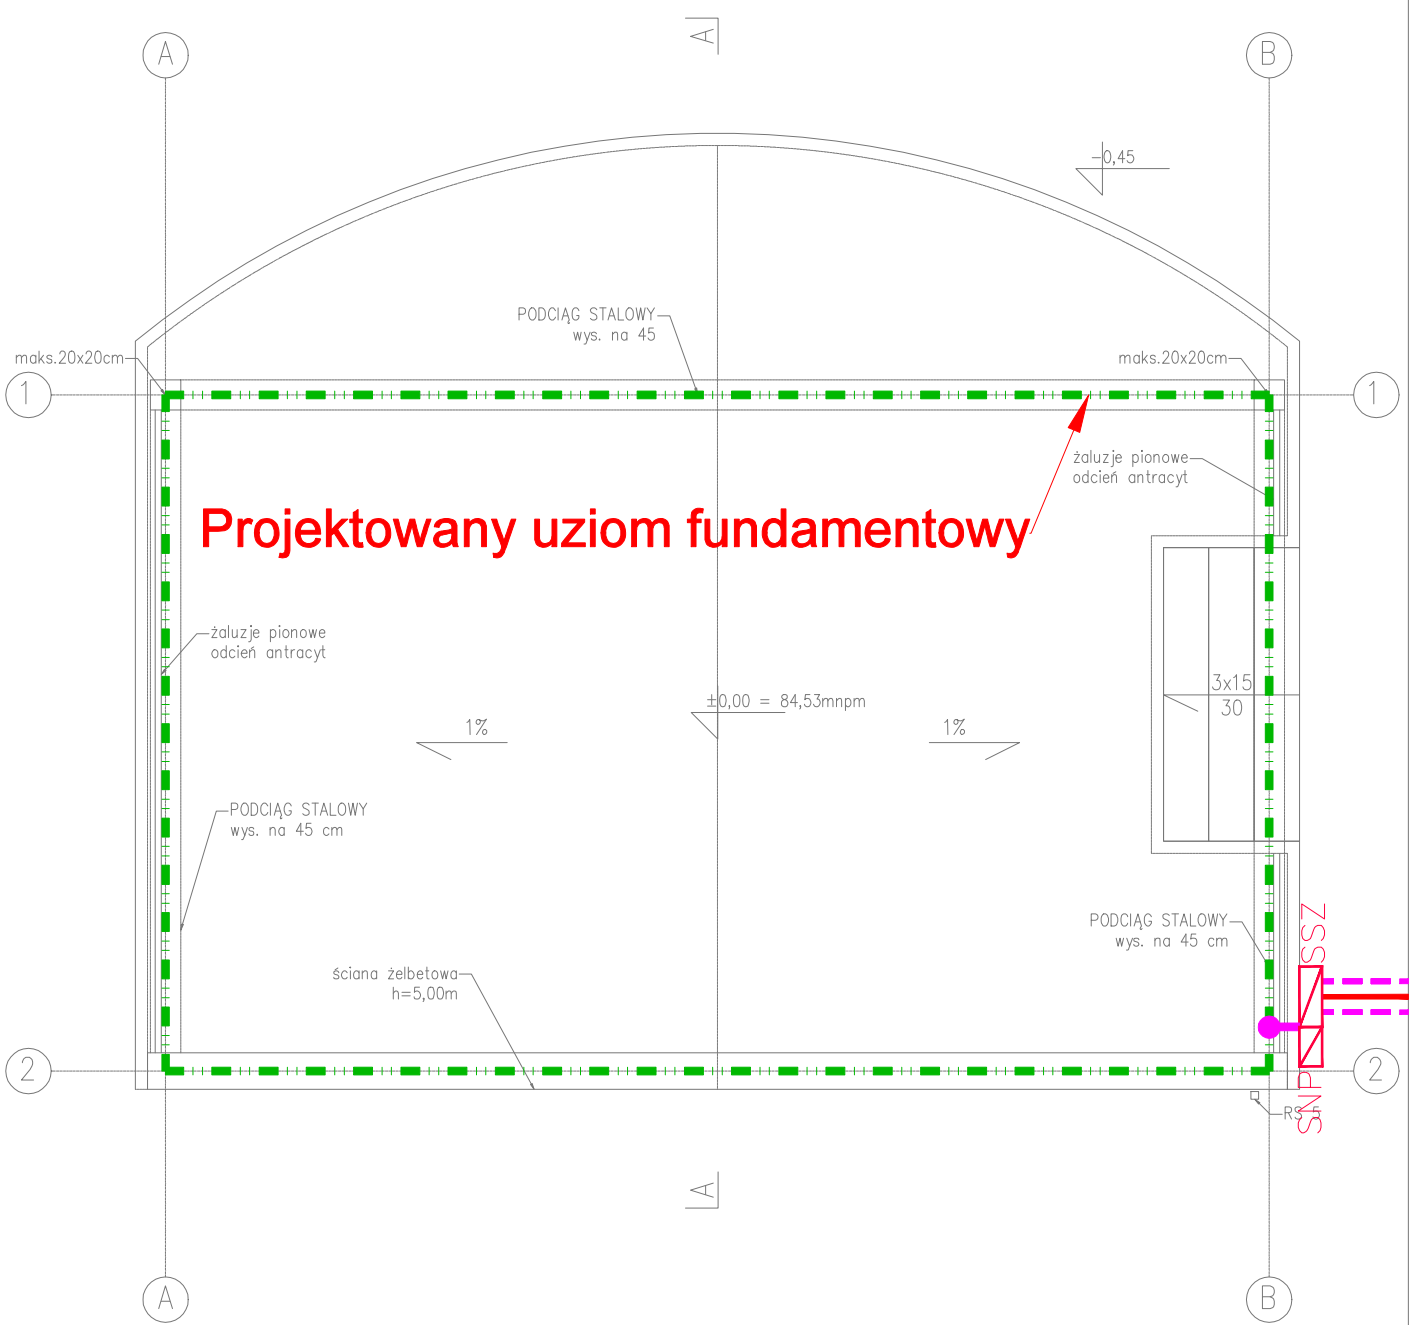 A
A
B
-0,45
PODCIĄG STALOWY
wys. na 45
maks.20x20cm
maks.20x20cm
1
1
żaluzje pionowe
odcień antracyt
Projektowany uziom fundamentowy
żaluzje pionowe
odcień antracyt
3x15
30
±0,00 = 84,53mnpm
1%
1%
PODCIĄG STALOWY
wys. na 45 cm
PODCIĄG STALOWY
wys. na 45 cm
SSZ
ściana żelbetowa
h=5,00m
2
2
SNP
RS 5
A
A
B